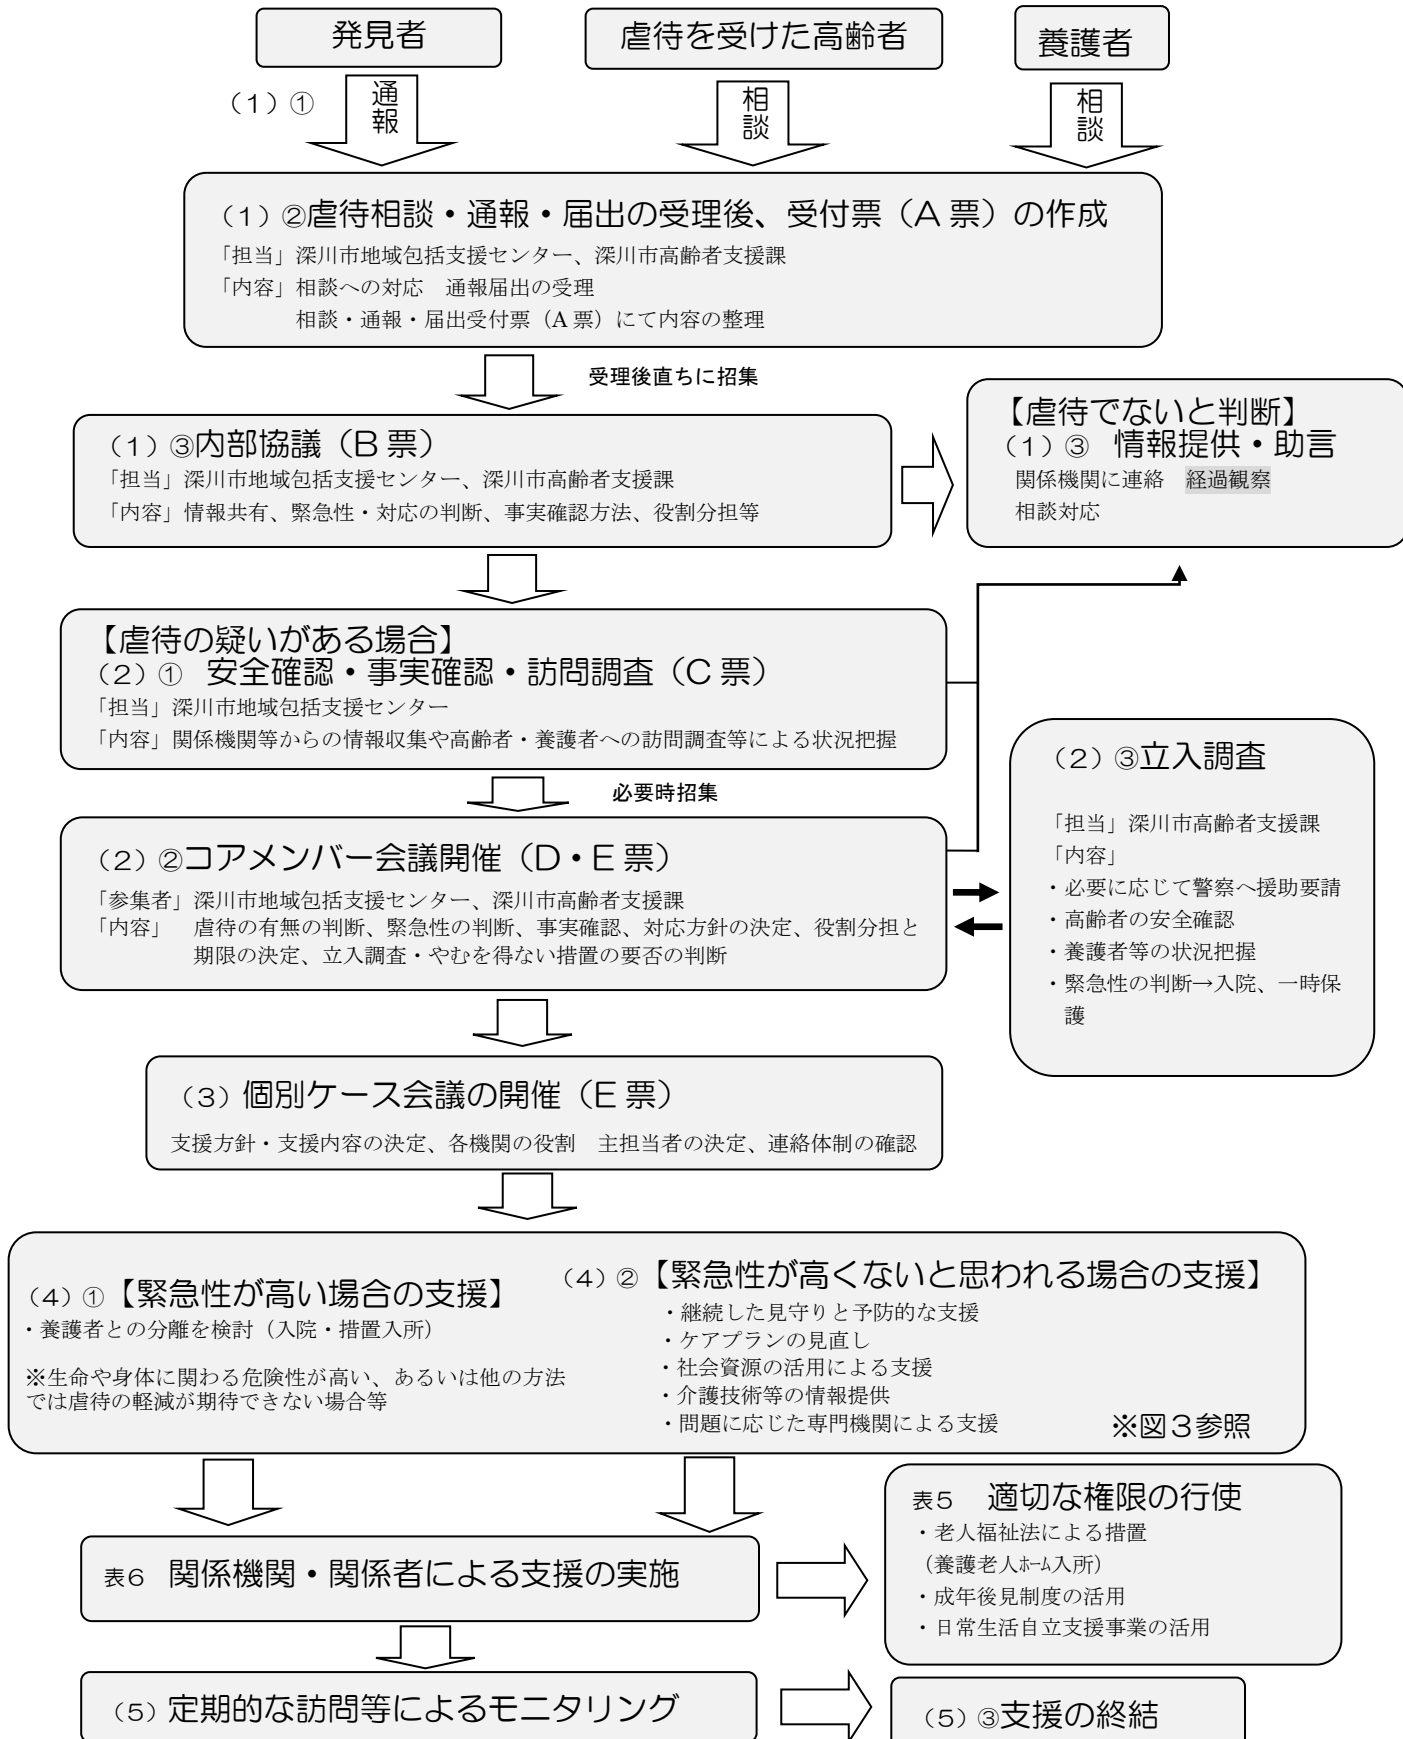 発見者
虐待を受けた高齢者
養護者
（１）①
通報
相談
相談
（１）②虐待相談・通報・届出の受理後、受付票（A 票）の作成
「担当」深川市地域包括支援センター、深川市高齢者支援課
「内容」相談への対応　通報届出の受理
相談・通報・届出受付票（A 票）にて内容の整理
受理後直ちに招集
（１）③内部協議（B 票）
「担当」深川市地域包括支援センター、深川市高齢者支援課
「内容」情報共有、緊急性・対応の判断、事実確認方法、役割分担等
【虐待でないと判断】
（１）③　情報提供・助言
関係機関に連絡　経過観察
相談対応
【虐待の疑いがある場合】
（２）①　安全確認・事実確認・訪問調査（C 票）
「担当」深川市地域包括支援センター
「内容」関係機関等からの情報収集や高齢者・養護者への訪問調査等による状況把握
必要時招集
（２）②コアメンバー会議開催（D・E 票）
「参集者」深川市地域包括支援センター、深川市高齢者支援課
「内容」　虐待の有無の判断、緊急性の判断、事実確認、対応方針の決定、役割分担と
期限の決定、立入調査・やむを得ない措置の要否の判断
（２）③立入調査
「担当」深川市高齢者支援課
「内容」
・必要に応じて警察へ援助要請
・高齢者の安全確認
・養護者等の状況把握
・緊急性の判断→入院、一時保
護
（３）個別ケース会議の開催（E 票）
支援方針・支援内容の決定、各機関の役割　主担当者の決定、連絡体制の確認
（４）①【緊急性が高い場合の支援】
・養護者との分離を検討（入院・措置入所）
※生命や身体に関わる危険性が高い、あるいは他の方法
では虐待の軽減が期待できない場合等
（４）②【緊急性が高くないと思われる場合の支援】
・継続した見守りと予防的な支援
・ケアプランの見直し
・社会資源の活用による支援
・介護技術等の情報提供
・問題に応じた専門機関による支援
※図３参照
表６　関係機関・関係者による支援の実施
表５　適切な権限の行使
・老人福祉法による措置
（養護老人ﾎｰﾑ入所）
・成年後見制度の活用
・日常生活自立支援事業の活用
（５）定期的な訪問等によるモニタリング
（５）③支援の終結